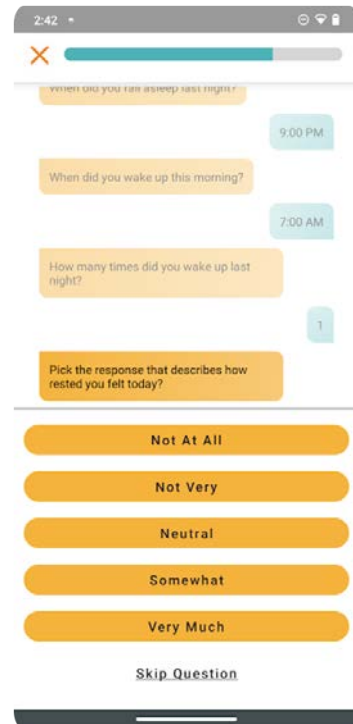 2:42
When did you fall asleep last night?
9:00 PM
When did you wake up this morning?
7:00 AM
How many times did you wake up last
night?
1
Pick the response that describes how
rested you felt today?
Not At All
Not Very
Neutral
Somewhat
Very Much
Skip Question